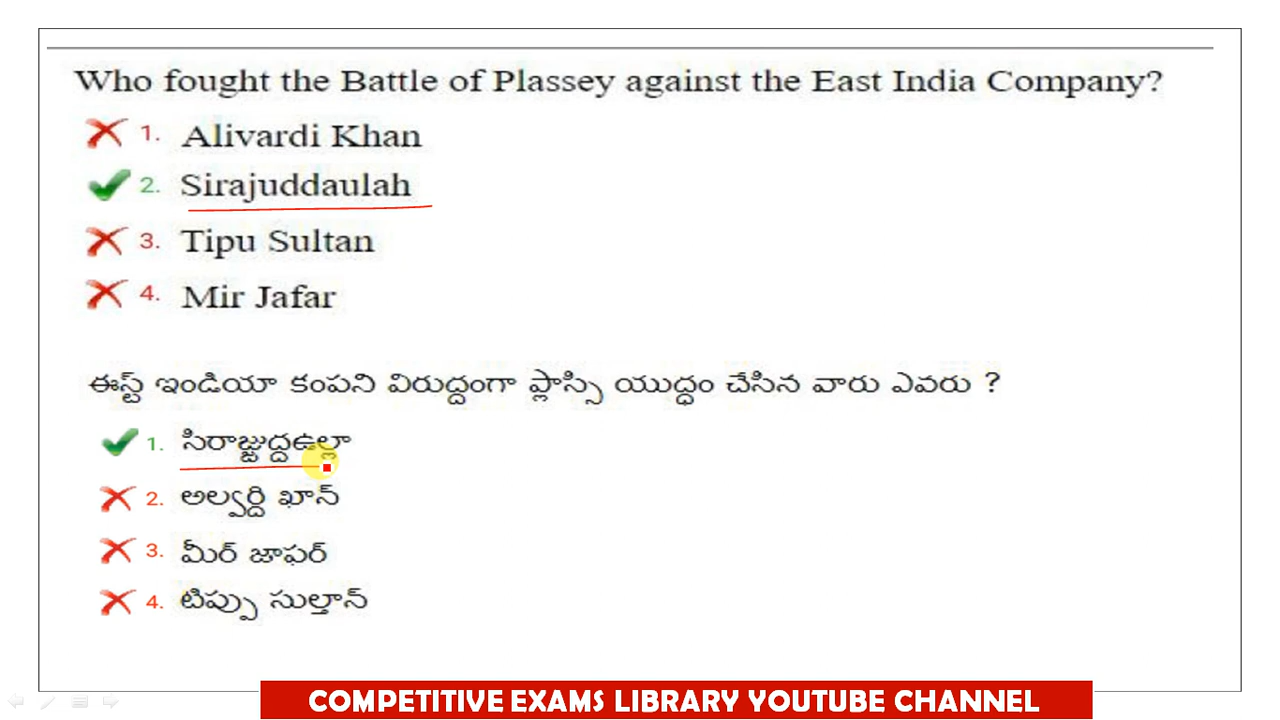 Who fought the Battle of Plassey against the East India Company?
1. Alivardi Khan
2. Sirajuddaulah
3. Tipu Sultan
4. Mir Jafar
ఈస్ట్ ఇండియా కంపని విరుద్దంగా ప్లాస్సి యుద్ధం చేసిన వారు ఎవరు ?
1. సిరాజ్జుద్దఉల్లా
2. అల్వర్ది ఖాన్
3. మీర్ జాఫర్
4. టిప్పు సుల్తాన్
COMPETITIVE EXAMS LIBRARY YOUTUBE CHANNEL